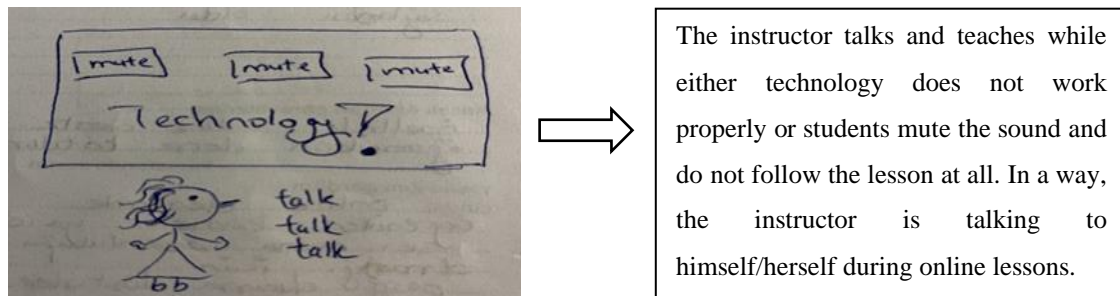 mute mute mute
Technology!
talk
talk
talk
The instructor talks and teaches while
either technology does not work
properly or students mute the sound and
do not follow the lesson at all. In a way,
the instructor is talking to
himself/herself during online lessons.